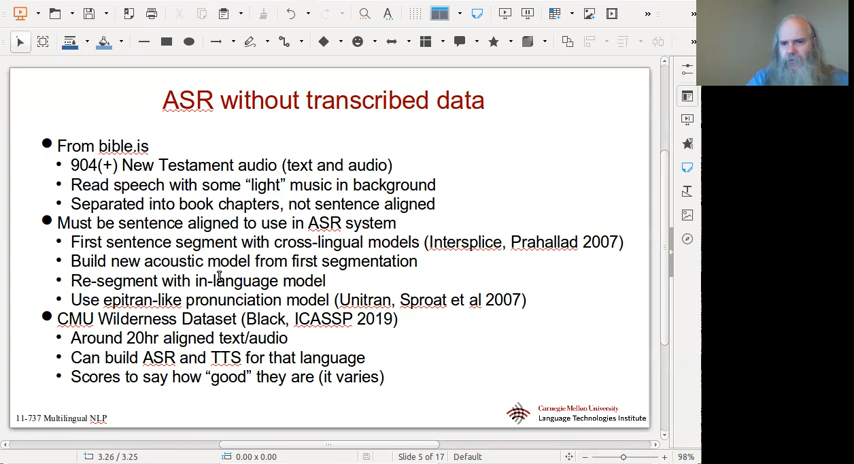 ASR without transcribed data
From bible.is
904(+) New Testament audio (text and audio)
Read speech with some “light” music in background
Separated into book chapters, not sentence aligned
Must be sentence aligned to use in ASR system
First sentence segment with cross-lingual models (Intersplice, Prahallad 2007)
Build new acoustic model from first segmentation
Re-segment with in-language model
Use epitran-like pronunciation model (Unitran, Sproat et al 2007)
CMU Wilderness Dataset (Black, ICASSP 2019)
Around 20hr aligned text/audio
Can build ASR and TTS for that language
Scores to say how “good” they are (it varies)
11-737 Multilingual NLP
Carnegie Mellon University
Language Technologies Institute
3.26 / 3.25
0.00 x 0.00
Slide 5 of 17
Default
98%